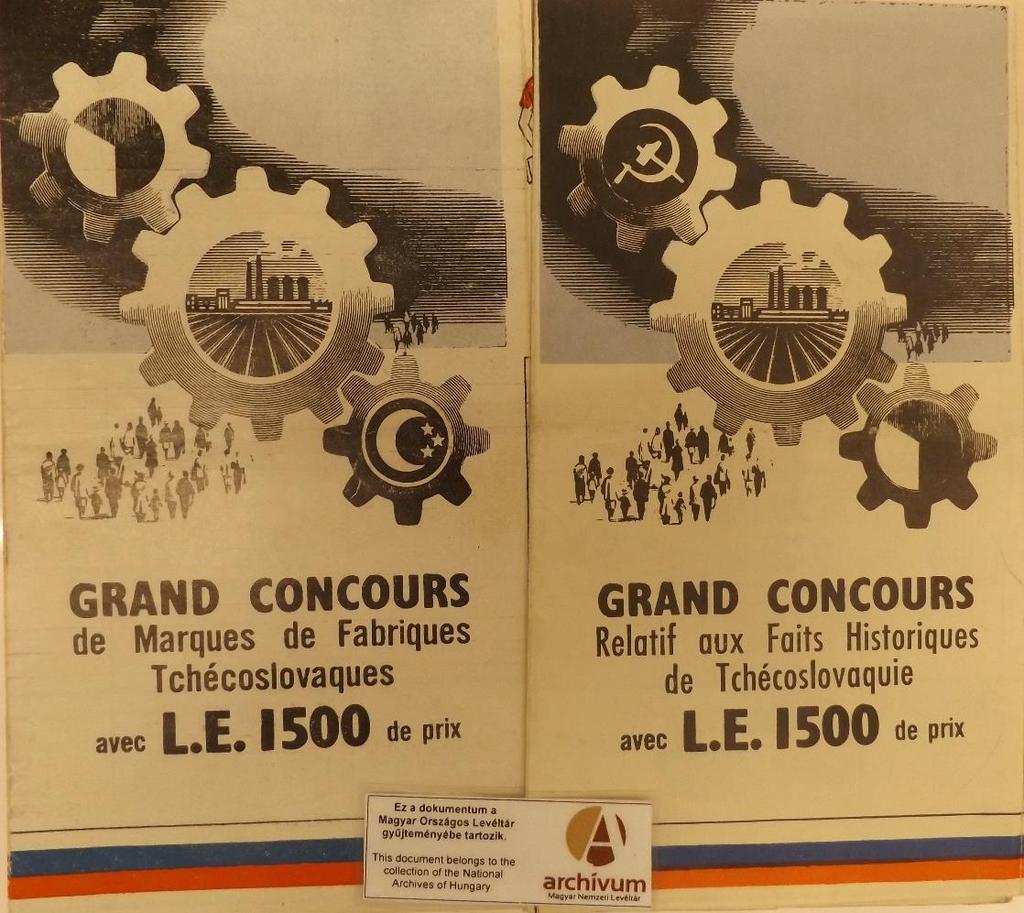 GRAND CONCOURS
de Marques de Fabriques
Tchécoslovaques
avec L.E. 1500 de prix
GRAND CONCOURS
Relatif aux Faits Historiques
de Tchécoslovaquie
avec L.E. 1500 de prix
Ez a dokumentum a
Magyar Országos Levéltár
gyűjteményébe tartozik.
This document belongs to the
collection of the National
Archives of Hungary
archívum
Magyar Nemzeti Levéltár